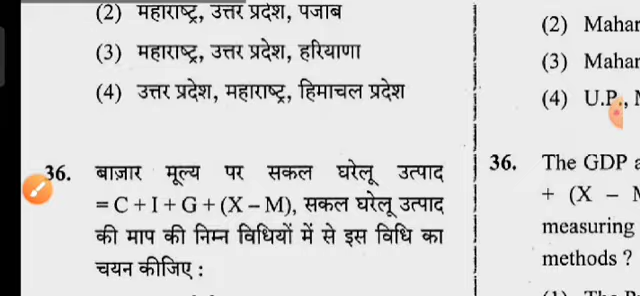 (2) महाराष्ट्र, उत्तर प्रदेश, पंजाब
(3) महाराष्ट्र, उत्तर प्रदेश, हरियाणा
(4) उत्तर प्रदेश, महाराष्ट्र, हिमाचल प्रदेश
36. बाज़ार मूल्य पर सकल घरेलू उत्पाद
= C + I + G + (X – M), सकल घरेलू उत्पाद
की माप की निम्न विधियों में से इस विधि का
चयन कीजिए :
(2) Mahar
(3) Mahar
(4) U.P.,
36. The GDP a
+ (X –
measuring
methods ?